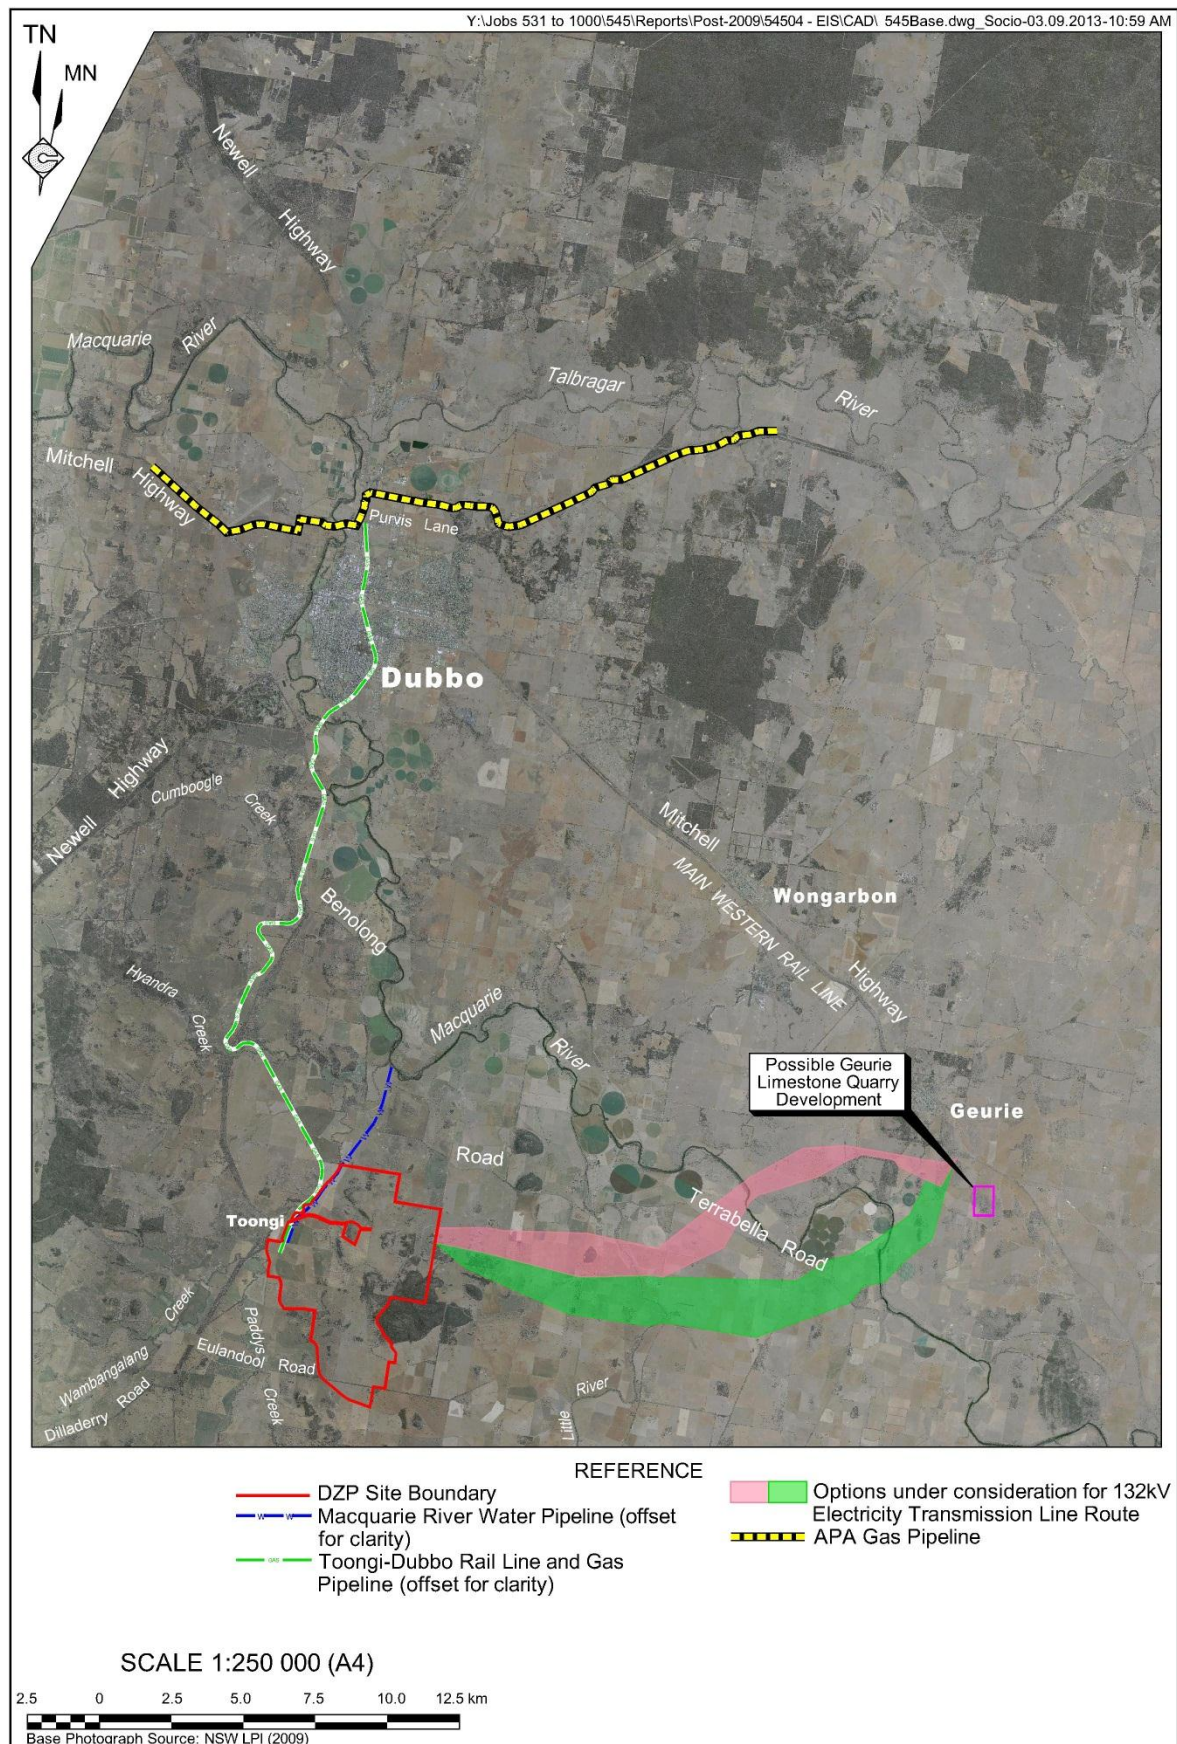 Y:\Jobs 531 to 1000\545\Reports\Post-2009\54504 - EIS\CAD\ 545Base.dwg_Socio-03.09.2013-10:59 AM
TN
MN
Newell
Highway
Macquarie
River
Talbragar
River
Mitchell
Highway
Purvis Lane
Dubbo
Newell
Highway
Cumboogle
Creek
Mitchell
MAIN WESTERN RAIL LINE
Wongarbon
Highway
Benolong
Hyandra
Creek
Macquarie
River
Possible Geurie
Limestone Quarry
Development
Geurie
Road
Terrabella
Road
Toongi
Creek
Paddys
Creek
Wambangalang
Eulandool Road
Dilladerry Road
River
Little
REFERENCE
DZP Site Boundary
W W
Macquarie River Water Pipeline (offset
for clarity)
GAS
Toongi-Dubbo Rail Line and Gas
Pipeline (offset for clarity)
Options under consideration for 132kV
Electricity Transmission Line Route
APA Gas Pipeline
SCALE 1:250 000 (A4)
2.5 0 2.5 5.0 7.5 10.0 12.5 km
Base Photograph Source: NSW LPI (2009)